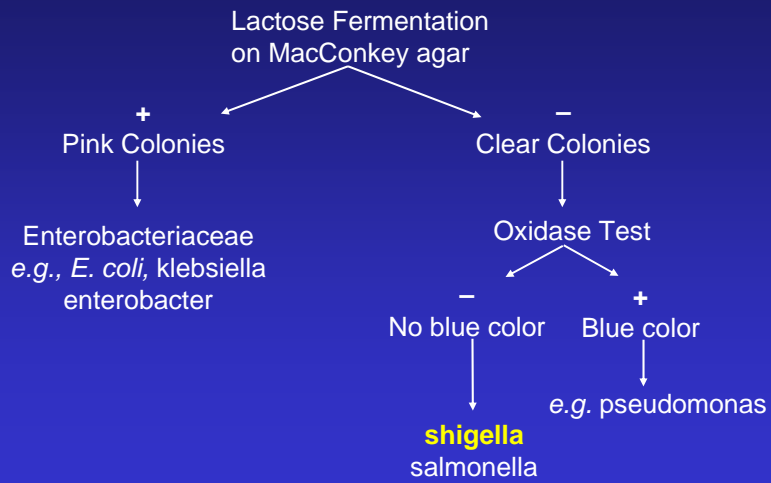 Lactose Fermentation
on MacConkey agar
+
Pink Colonies
Enterobacteriaceae
e.g., E. coli, klebsiella
enterobacter
–
Clear Colonies
Oxidase Test
–
No blue color
shigella
salmonella
+
Blue color
e.g. pseudomonas